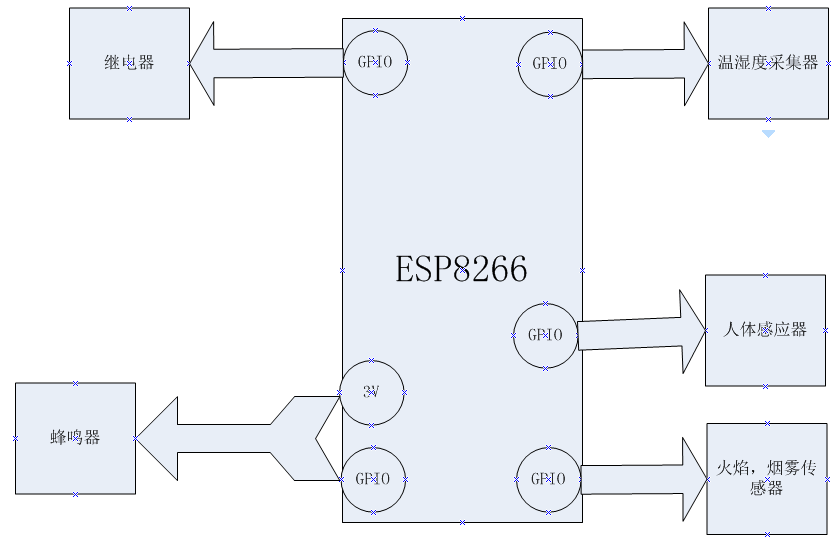 继电器
GPIO
GPIO
温湿度采集器
ESP8266
GPIO
人体感应器
3V
蜂鸣器
GPIO
GPIO
火焰，烟雾传
感器